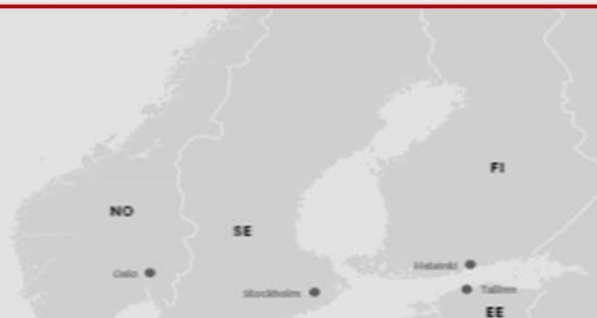 FI
NO
SE
Helsinki
Oslo
Tallinn
Stockholm
EE